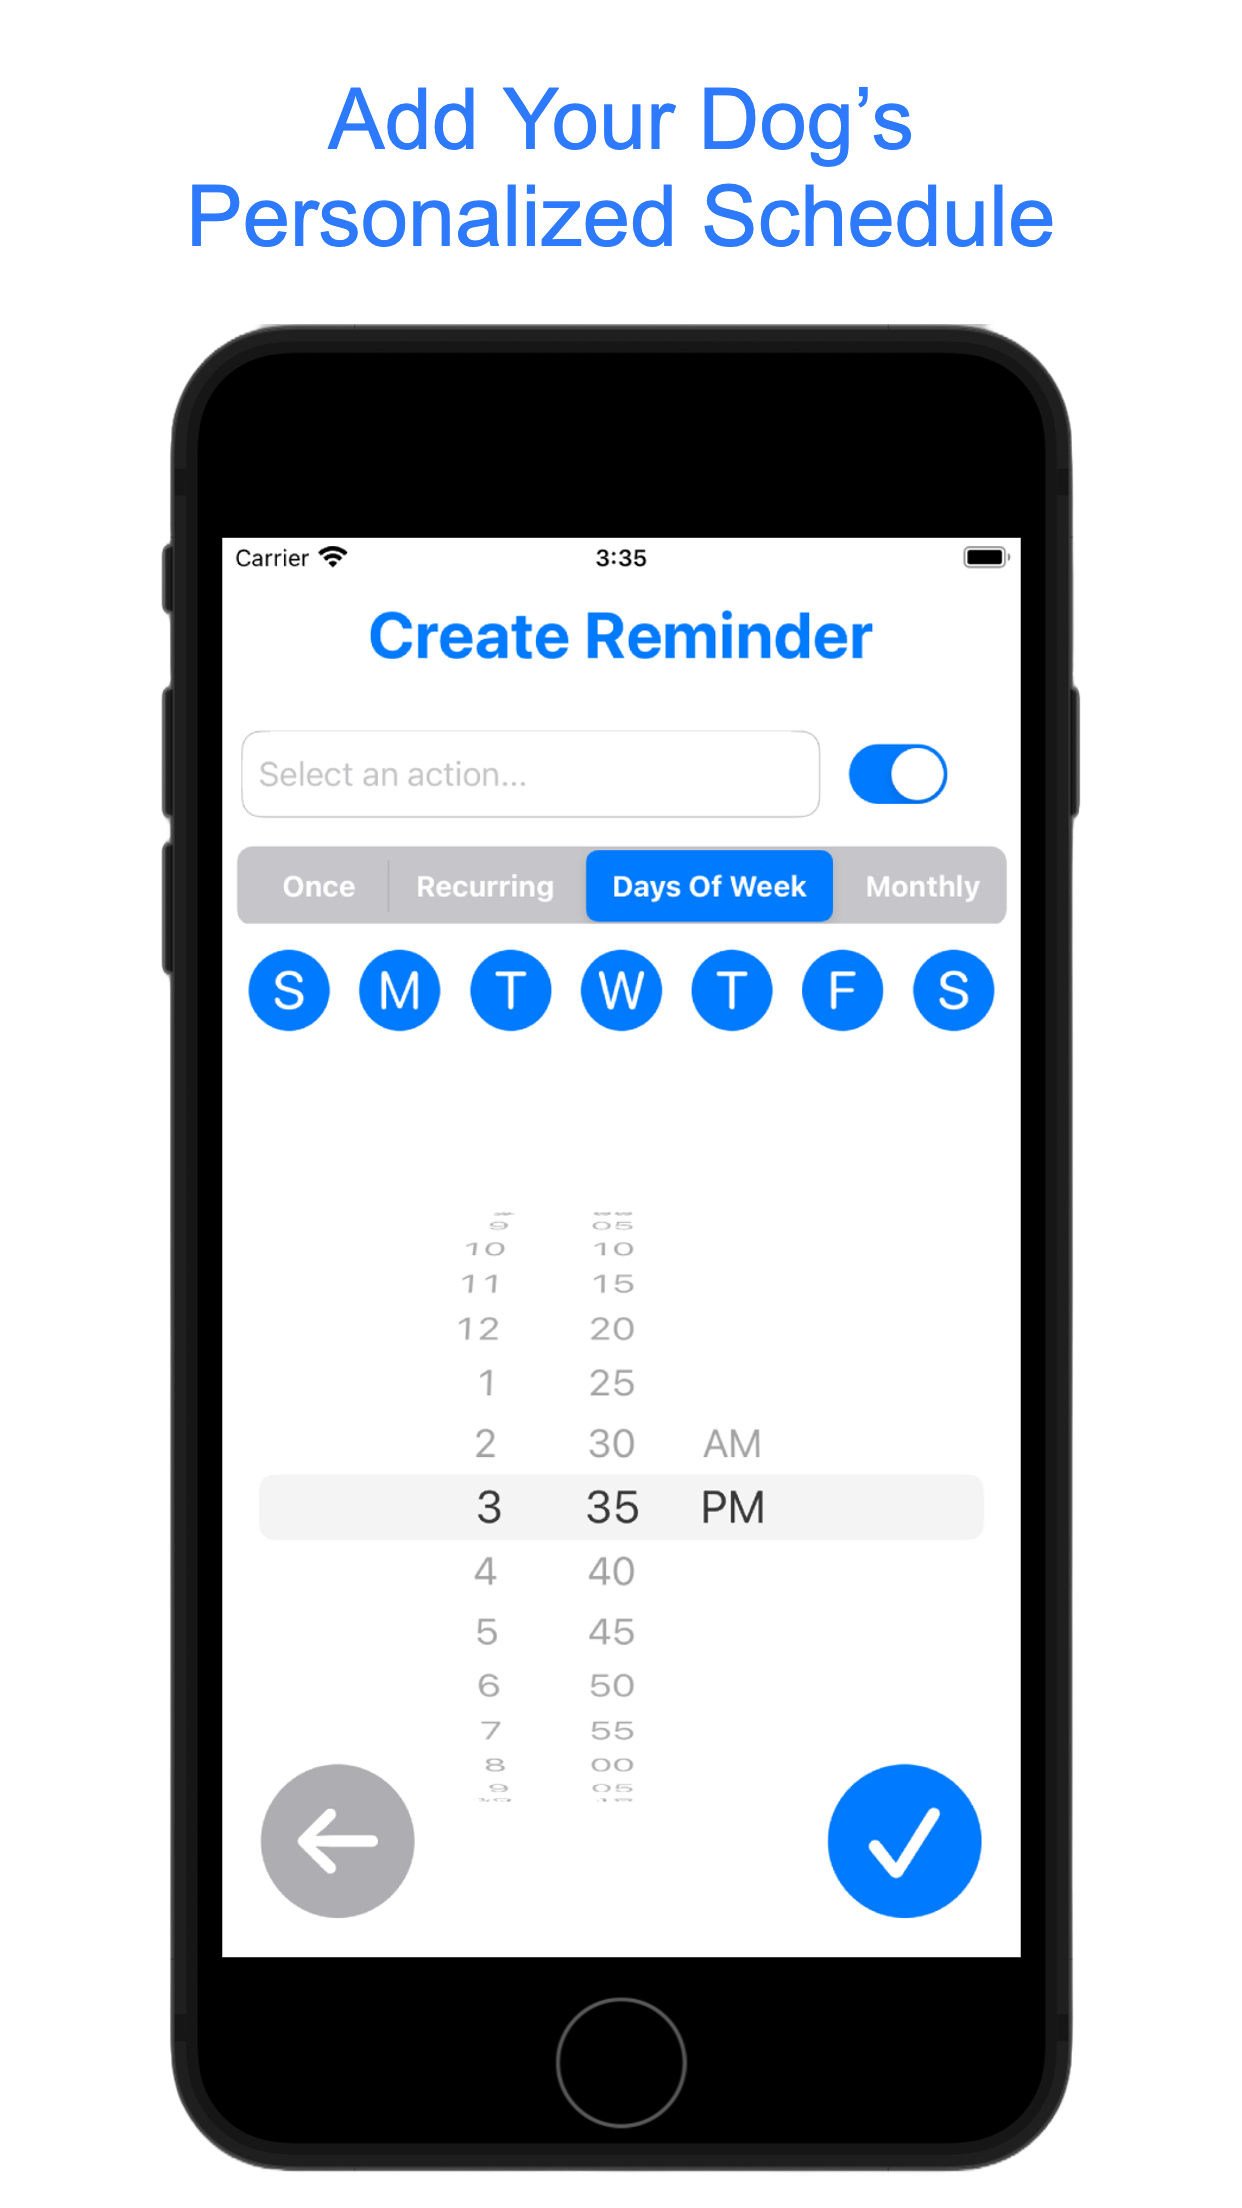 Add Your Dog’s
Personalized Schedule
Carrier 3:35
Create Reminder
Select an action...
Once Recurring Days Of Week Monthly
S M T W T F S
9 05
10 10
11 15
12 20
1 25
2 30 AM
3 35 PM
4 40
5 45
6 50
7 55
8 00
9 05